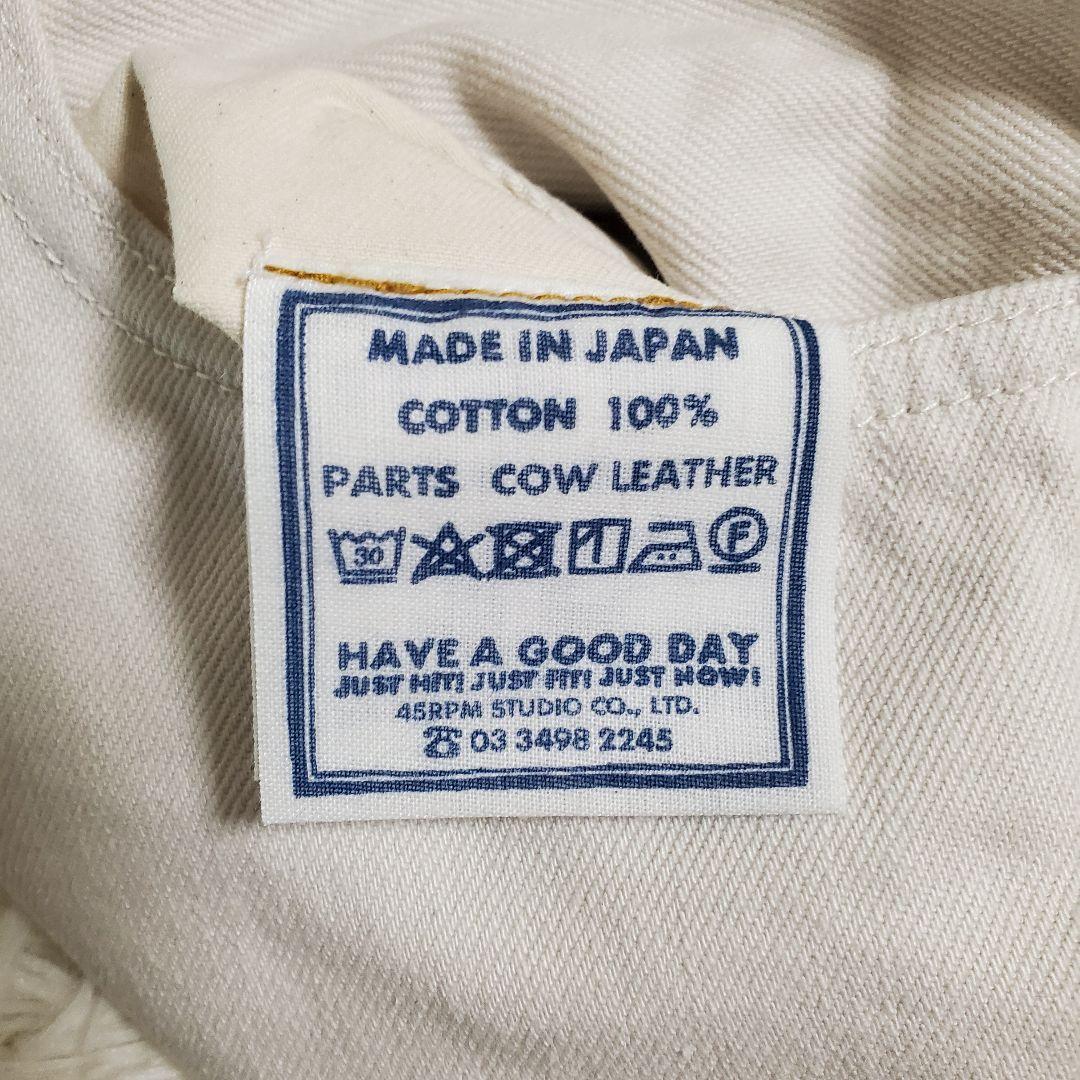 MADE IN JAPAN
COTTON 100%
PARTS COW LEATHER
30 F
HAVE A GOOD DAY
JUST HIT! JUST FIT! JUST NOW!
45RPM STUDIO CO., LTD.
☎ 03 3498 2245